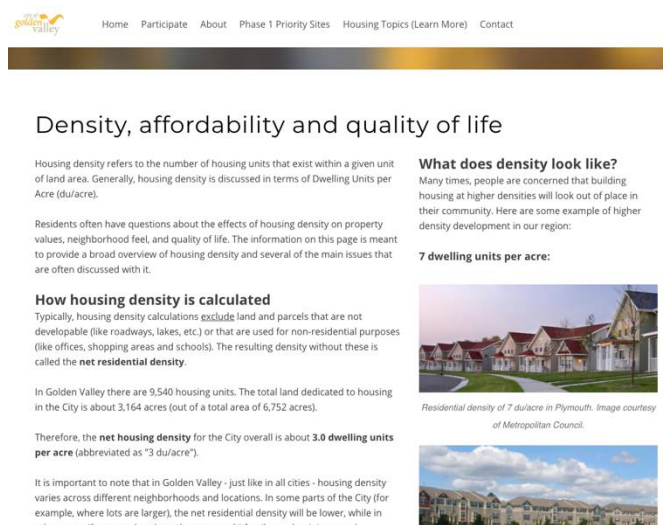 city of
golden
valley
Home Participate About Phase 1 Priority Sites Housing Topics (Learn More) Contact
Density, affordability and quality of life
Housing density refers to the number of housing units that exist within a given unit
of land area. Generally, housing density is discussed in terms of Dwelling Units per
Acre (du/acre).
Residents often have questions about the effects of housing density on property
values, neighborhood feel, and quality of life. The information on this page is meant
to provide a broad overview of housing density and several of the main issues that
are often discussed with it.
How housing density is calculated
Typically, housing density calculations exclude land and parcels that are not
developable (like roadways, lakes, etc.) or that are used for non-residential purposes
(like offices, shopping areas and schools). The resulting density without these is
called the net residential density.
In Golden Valley there are 9,540 housing units. The total land dedicated to housing
in the City is about 3,164 acres (out of a total area of 6,752 acres).
Therefore, the net housing density for the City overall is about 3.0 dwelling units
per acre (abbreviated as "3 du/acre").
It is important to note that in Golden Valley - just like in all cities - housing density
varies across different neighborhoods and locations. In some parts of the City (for
example, where lots are larger), the net residential density will be lower, while in
What does density look like?
Many times, people are concerned that building
housing at higher densities will look out of place in
their community. Here are some example of higher
density development in our region:
7 dwelling units per acre:
Residential density of 7 du/acre in Plymouth. Image courtesy
of Metropolitan Council.